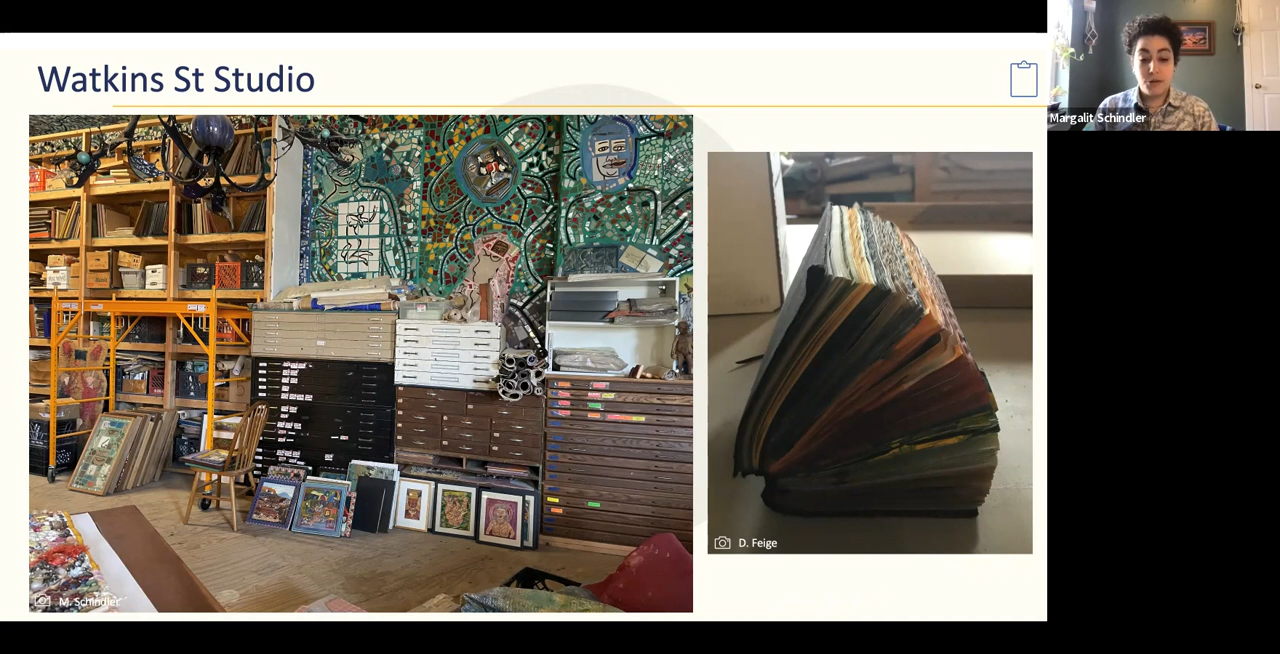 Watkins St Studio
Margalit Schindler
D. Feige
M. Schindler